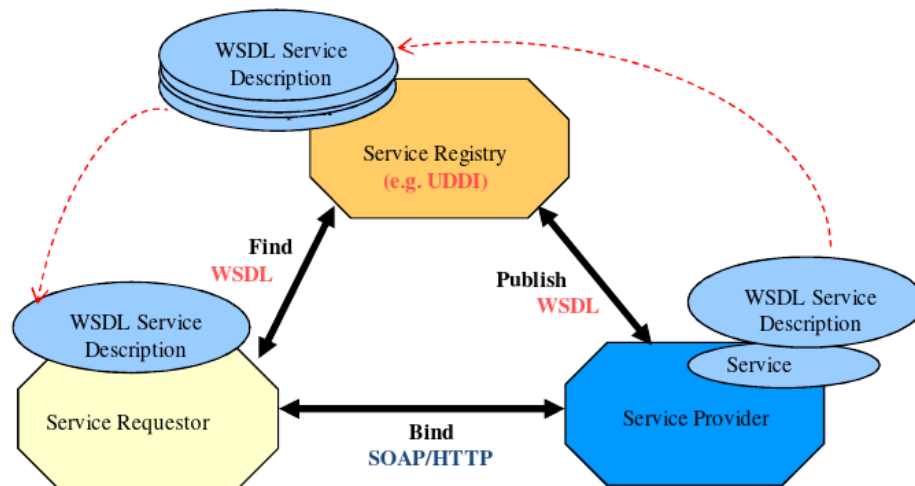 WSDL Service
Description
Service Registry
(e.g. UDDI)
Find
WSDL
Publish
WSDL
WSDL Service
Description
WSDL Service
Description
Service
Service Requestor
Service Provider
Bind
SOAP/HTTP